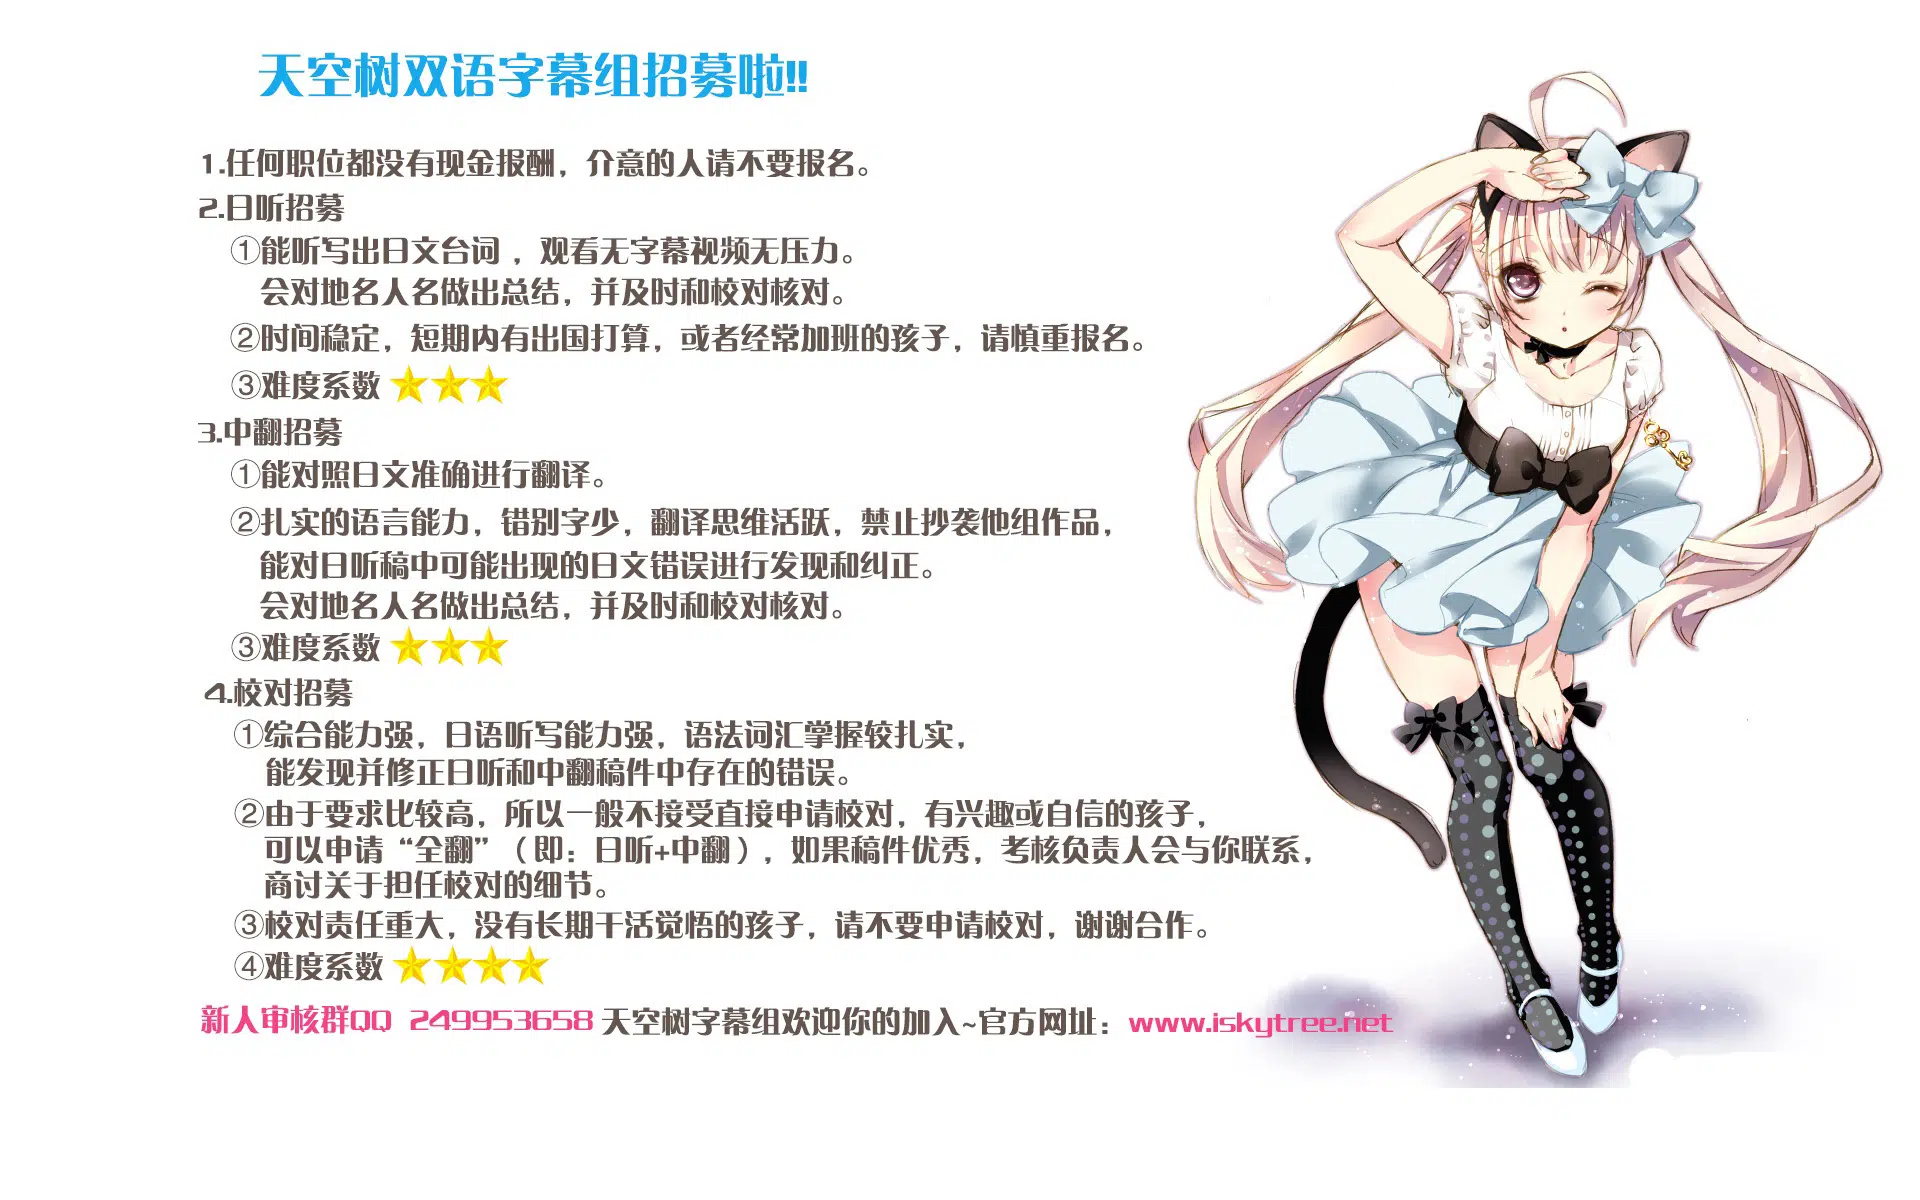 天空树双语字幕组招募啦!!
1.任何职位都没有现金报酬，介意的人请不要报名。
2.日听招募
①能听写出日文台词 ，观看无字幕视频无压力。
会对地名人名做出总结，并及时和校对核对。
②时间稳定，短期内有出国打算，或者经常加班的孩子，请慎重报名。
③难度系数 ★★★
3.中翻招募
①能对照日文准确进行翻译。
②扎实的语言能力，错别字少，翻译思维活跃，禁止抄袭他组作品，
能对日听稿中可能出现的日文错误进行发现和纠正。
会对地名人名做出总结，并及时和校对核对。
③难度系数 ★★★
4.校对招募
①综合能力强，日语听写能力强，语法词汇掌握较扎实，
能发现并修正日听和中翻稿件中存在的错误。
②由于要求比较高，所以一般不接受直接申请校对，有兴趣或自信的孩子，
可以申请“全翻”（即：日听+中翻），如果稿件优秀，考核负责人会与你联系，
商讨关于担任校对的细节。
③校对责任重大，没有长期干活觉悟的孩子，请不要申请校对，谢谢合作。
④难度系数 ★★★★
新人审核群QQ 249953658 天空树字幕组欢迎你的加入~官方网址：www.iskytree.net